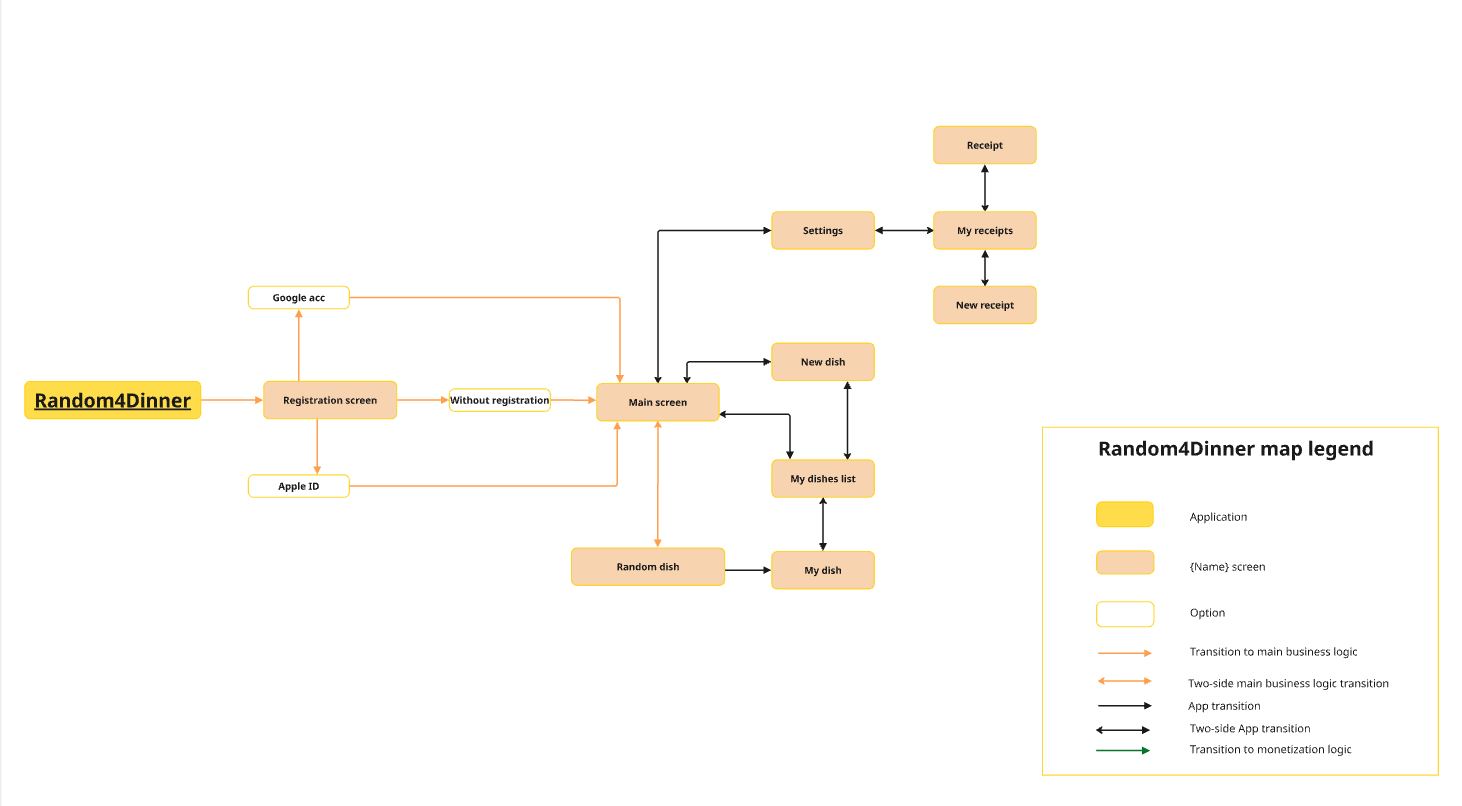 Receipt
Settings
My receipts
New receipt
Google acc
New dish
Random4Dinner
Registration screen
Without registration
Main screen
My dishes list
Apple ID
Random dish
My dish
Random4Dinner map legend
Application
{Name} screen
Option
Transition to main business logic
Two-side main business logic transition
App transition
Two-side App transition
Transition to monetization logic